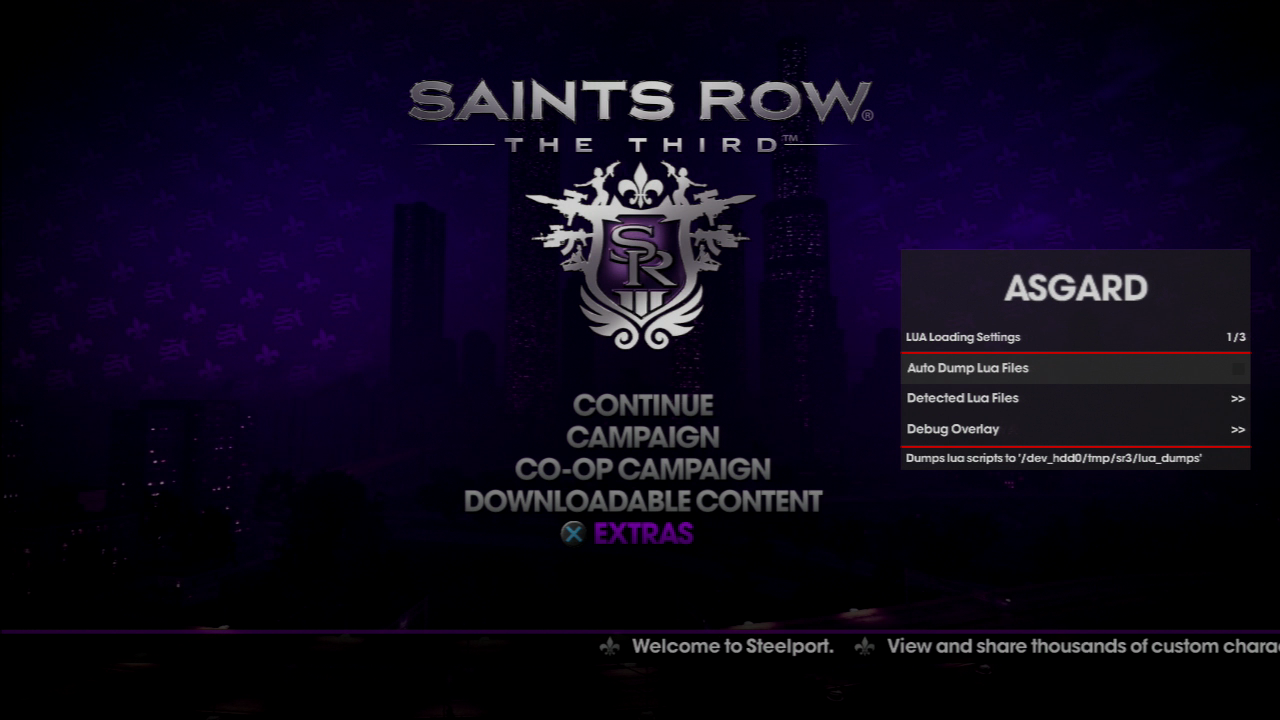 SAINTS ROW®
THE THIRD™
SR
CONTINUE
CAMPAIGN
CO-OP CAMPAIGN
DOWNLOADABLE CONTENT
EXTRAS
ASGARD
LUA Loading Settings 1/3
Auto Dump Lua Files
Detected Lua Files >>
Debug Overlay >>
Dumps lua scripts to '/dev_hdd0/tmp/sr3/lua_dumps'
Welcome to Steelport. View and share thousands of custom chara